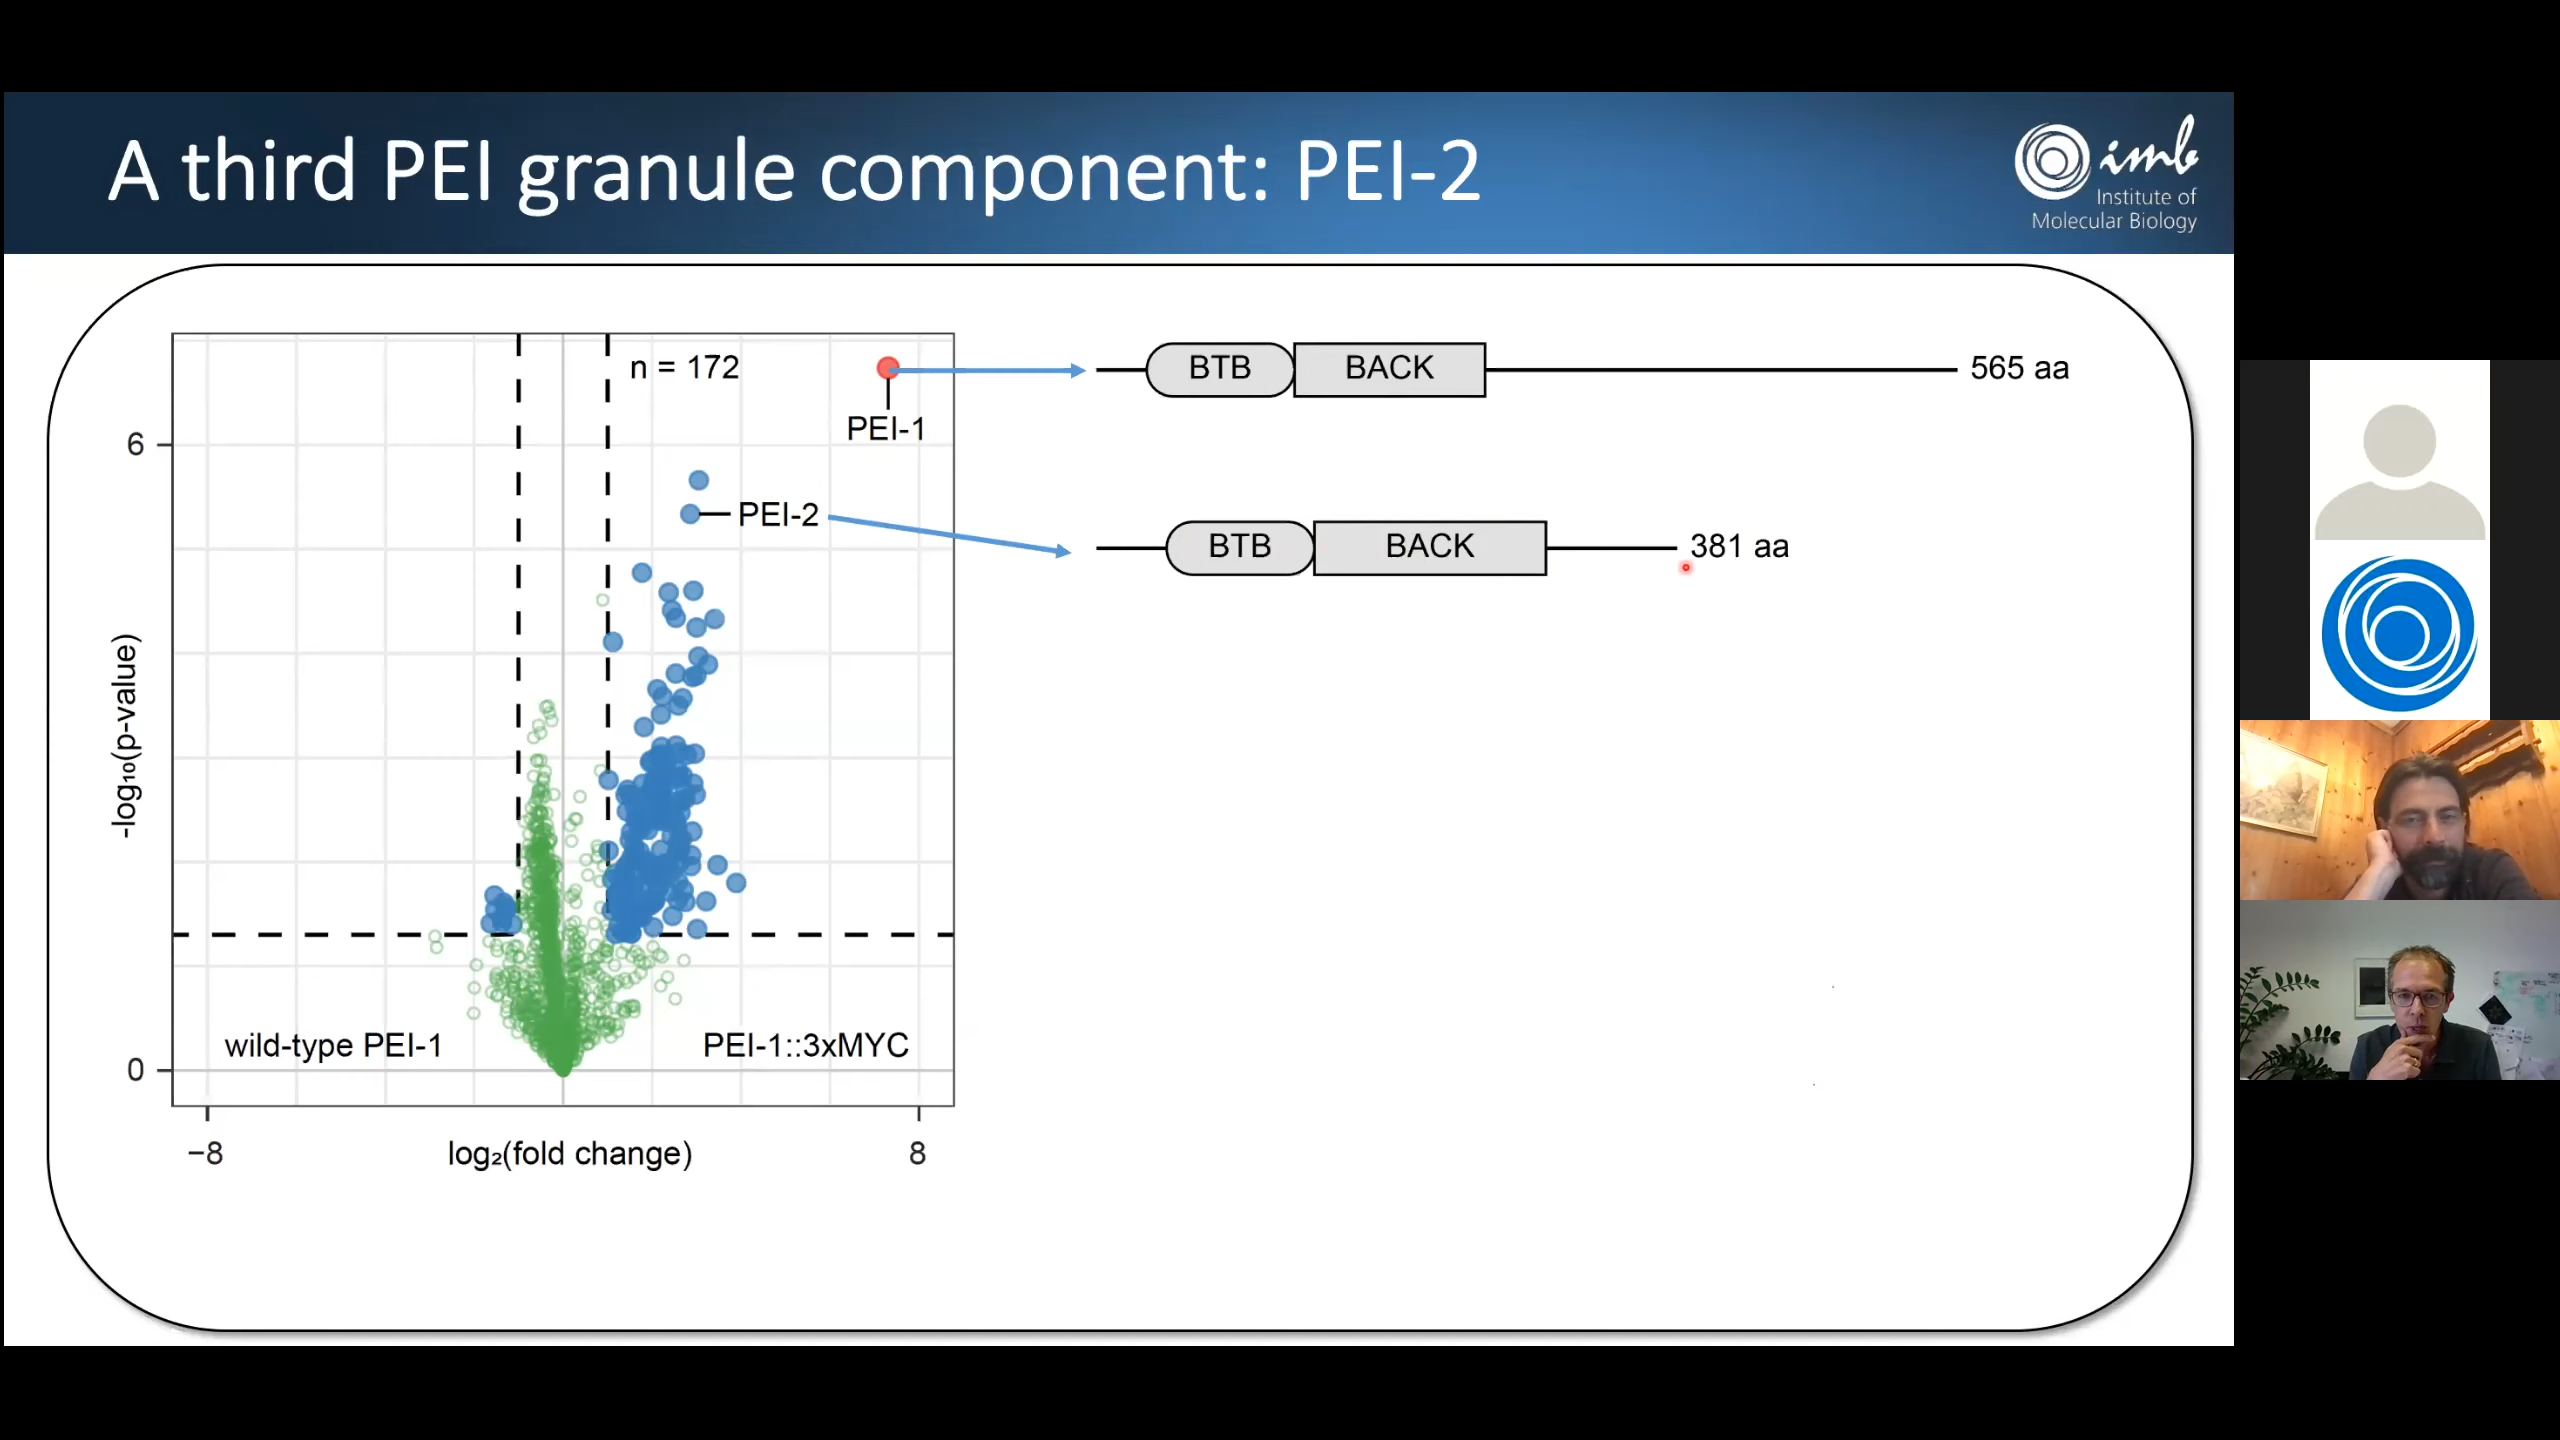 A third PEI granule component: PEI-2
imb
Institute of
Molecular Biology
n = 172
PEI-1
PEI-2
6
0
-log₁₀(p-value)
wild-type PEI-1
PEI-1::3xMYC
−8
log₂(fold change)
8
BTB
BACK
565 aa
BTB
BACK
381 aa